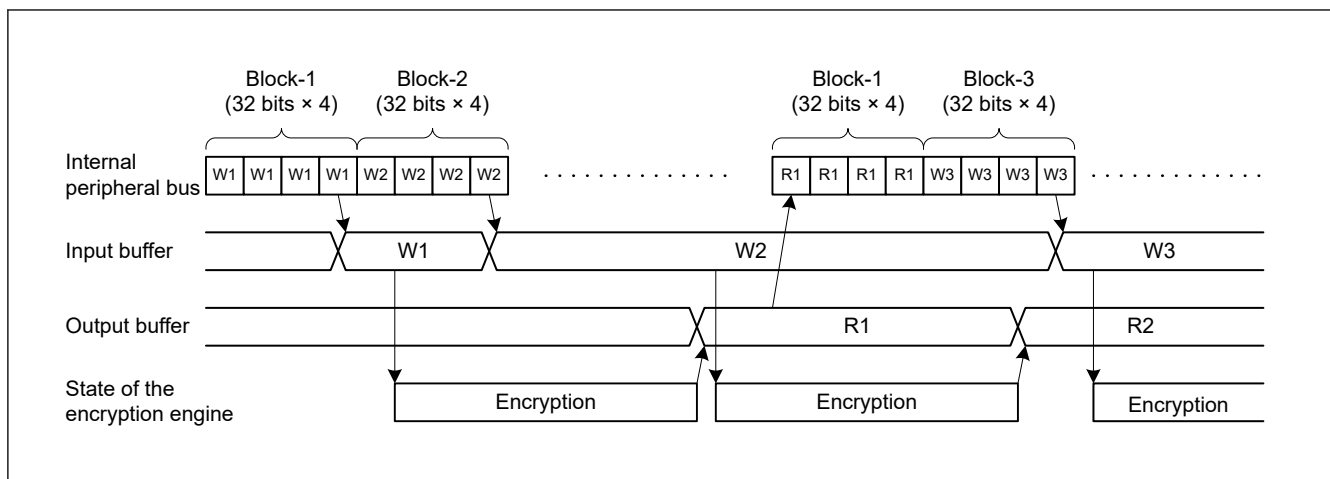 Block-1 Block-2 Block-1 Block-3
(32 bits × 4) (32 bits × 4) (32 bits × 4) (32 bits × 4)
Internal
peripheral bus W1 W1 W1 W1 W2 W2 W2 W2 . . . . . . . . . . . . . . R1 R1 R1 R1 W3 W3 W3 W3 . . . . . . . . . . . . .
Input buffer W1 W2 W3
Output buffer R1 R2
State of the
encryption engine Encryption Encryption Encryption